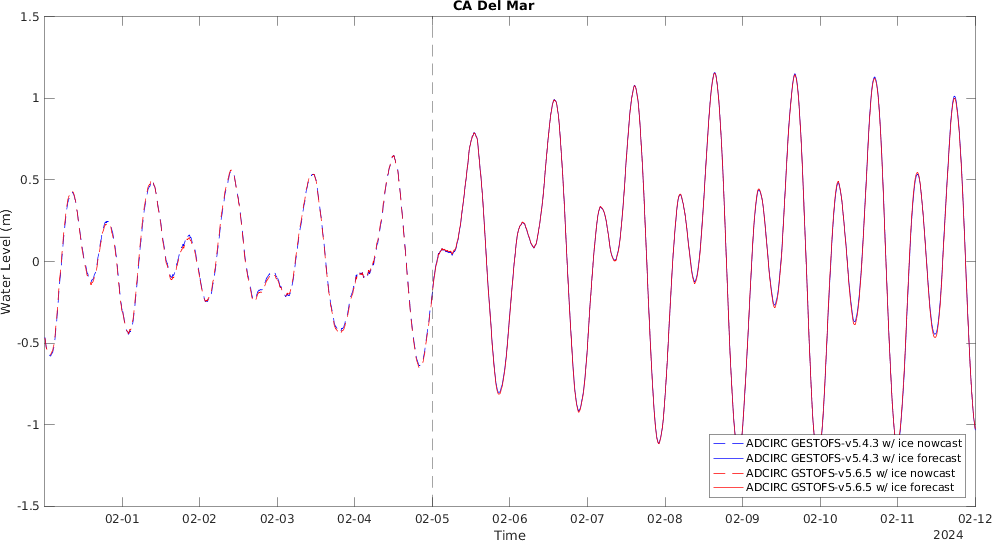 CA Del Mar
1.5
1
0.5
0
-0.5
-1
-1.5
Water Level (m)
02-01 02-02 02-03 02-04 02-05 02-06 02-07 02-08 02-09 02-10 02-11 02-12
Time
2024
ADCIRC GESTOFS-v5.4.3 w/ ice nowcast
ADCIRC GESTOFS-v5.4.3 w/ ice forecast
ADCIRC GSTOFS-v5.6.5 w/ ice nowcast
ADCIRC GSTOFS-v5.6.5 w/ ice forecast